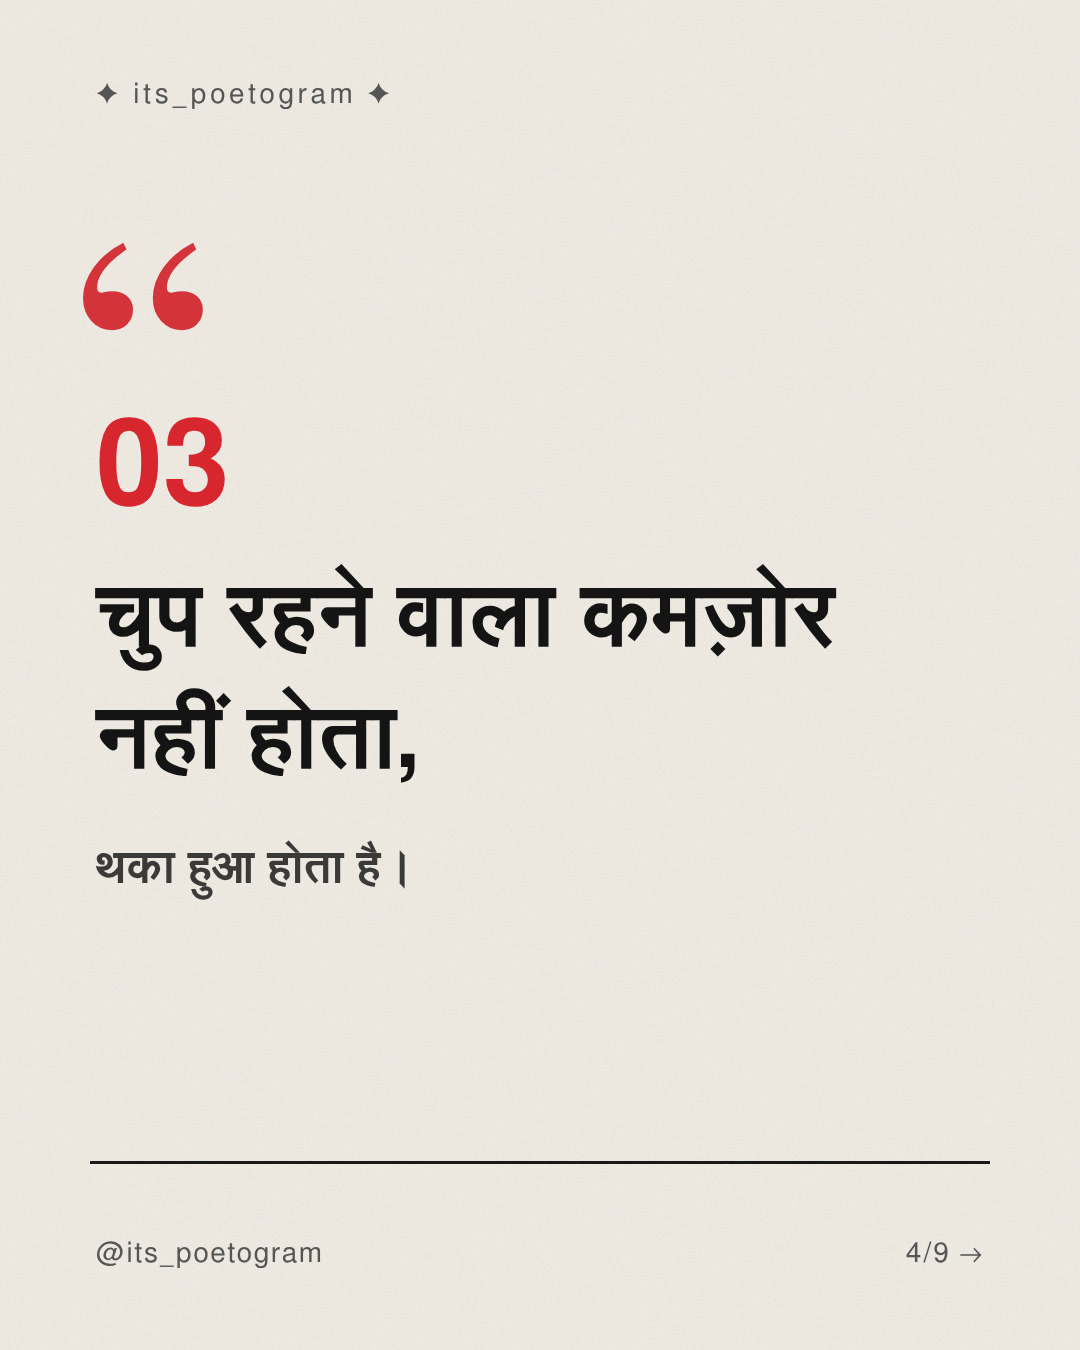 ✦ its_poetogram ✦
“
03
चुप रहने वाला कमज़ोर
नहीं होता,
थका हुआ होता है।
@its_poetogram
4/9 →